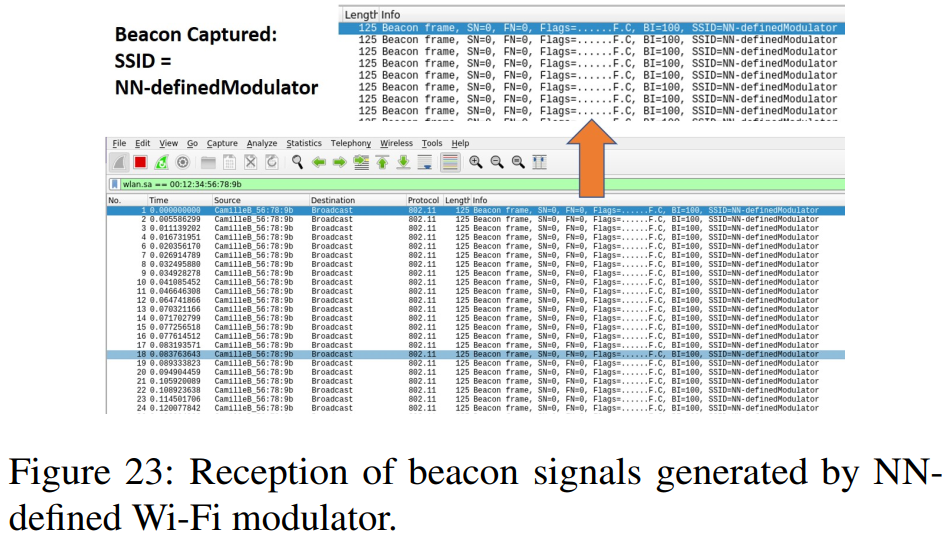 Beacon Captured:
SSID =
NN-definedModulator
Length Info
125 Beacon frame, SN=0, FN=0, Flags=......F.C, BI=100, SSID=NN-definedModulator
125 Beacon frame, SN=0, FN=0, Flags=......F.C, BI=100, SSID=NN-definedModulator
125 Beacon frame, SN=0, FN=0, Flags=......F.C, BI=100, SSID=NN-definedModulator
125 Beacon frame, SN=0, FN=0, Flags=......F.C, BI=100, SSID=NN-definedModulator
125 Beacon frame, SN=0, FN=0, Flags=......F.C, BI=100, SSID=NN-definedModulator
125 Beacon frame, SN=0, FN=0, Flags=......F.C, BI=100, SSID=NN-definedModulator
125 Beacon frame, SN=0, FN=0, Flags=......F.C, BI=100, SSID=NN-definedModulator
125 Beacon frame, SN=0, FN=0, Flags=......F.C, BI=100, SSID=NN-definedModulator
File Edit View Go Capture Analyze Statistics Telephony Wireless Tools Help
wlan.sa == 00:12:34:56:78:9b
No. Time Source Destination Protocol Length Info
1 0.000000000 CamilleB_56:78:9b Broadcast 802.11 125 Beacon frame, SN=0, FN=0, Flags=......F.C, BI=100, SSID=NN-definedModulator
2 0.005586299 CamilleB_56:78:9b Broadcast 802.11 125 Beacon frame, SN=0, FN=0, Flags=......F.C, BI=100, SSID=NN-definedModulator
3 0.011139202 CamilleB_56:78:9b Broadcast 802.11 125 Beacon frame, SN=0, FN=0, Flags=......F.C, BI=100, SSID=NN-definedModulator
4 0.016731951 CamilleB_56:78:9b Broadcast 802.11 125 Beacon frame, SN=0, FN=0, Flags=......F.C, BI=100, SSID=NN-definedModulator
6 0.020356170 CamilleB_56:78:9b Broadcast 802.11 125 Beacon frame, SN=0, FN=0, Flags=......F.C, BI=100, SSID=NN-definedModulator
7 0.026914789 CamilleB_56:78:9b Broadcast 802.11 125 Beacon frame, SN=0, FN=0, Flags=......F.C, BI=100, SSID=NN-definedModulator
8 0.032495880 CamilleB_56:78:9b Broadcast 802.11 125 Beacon frame, SN=0, FN=0, Flags=......F.C, BI=100, SSID=NN-definedModulator
9 0.034928278 CamilleB_56:78:9b Broadcast 802.11 125 Beacon frame, SN=0, FN=0, Flags=......F.C, BI=100, SSID=NN-definedModulator
10 0.041085452 CamilleB_56:78:9b Broadcast 802.11 125 Beacon frame, SN=0, FN=0, Flags=......F.C, BI=100, SSID=NN-definedModulator
11 0.046646308 CamilleB_56:78:9b Broadcast 802.11 125 Beacon frame, SN=0, FN=0, Flags=......F.C, BI=100, SSID=NN-definedModulator
12 0.064741866 CamilleB_56:78:9b Broadcast 802.11 125 Beacon frame, SN=0, FN=0, Flags=......F.C, BI=100, SSID=NN-definedModulator
13 0.070321166 CamilleB_56:78:9b Broadcast 802.11 125 Beacon frame, SN=0, FN=0, Flags=......F.C, BI=100, SSID=NN-definedModulator
14 0.071702799 CamilleB_56:78:9b Broadcast 802.11 125 Beacon frame, SN=0, FN=0, Flags=......F.C, BI=100, SSID=NN-definedModulator
15 0.077256518 CamilleB_56:78:9b Broadcast 802.11 125 Beacon frame, SN=0, FN=0, Flags=......F.C, BI=100, SSID=NN-definedModulator
16 0.077614512 CamilleB_56:78:9b Broadcast 802.11 125 Beacon frame, SN=0, FN=0, Flags=......F.C, BI=100, SSID=NN-definedModulator
17 0.083193571 CamilleB_56:78:9b Broadcast 802.11 125 Beacon frame, SN=0, FN=0, Flags=......F.C, BI=100, SSID=NN-definedModulator
18 0.083763643 CamilleB_56:78:9b Broadcast 802.11 125 Beacon frame, SN=0, FN=0, Flags=......F.C, BI=100, SSID=NN-definedModulator
19 0.089333823 CamilleB_56:78:9b Broadcast 802.11 125 Beacon frame, SN=0, FN=0, Flags=......F.C, BI=100, SSID=NN-definedModulator
20 0.094904459 CamilleB_56:78:9b Broadcast 802.11 125 Beacon frame, SN=0, FN=0, Flags=......F.C, BI=100, SSID=NN-definedModulator
21 0.105920089 CamilleB_56:78:9b Broadcast 802.11 125 Beacon frame, SN=0, FN=0, Flags=......F.C, BI=100, SSID=NN-definedModulator
22 0.108923638 CamilleB_56:78:9b Broadcast 802.11 125 Beacon frame, SN=0, FN=0, Flags=......F.C, BI=100, SSID=NN-definedModulator
23 0.114501706 CamilleB_56:78:9b Broadcast 802.11 125 Beacon frame, SN=0, FN=0, Flags=......F.C, BI=100, SSID=NN-definedModulator
24 0.120077842 CamilleB_56:78:9b Broadcast 802.11 125 Beacon frame, SN=0, FN=0, Flags=......F.C, BI=100, SSID=NN-definedModulator
Figure 23: Reception of beacon signals generated by NN-
defined Wi-Fi modulator.